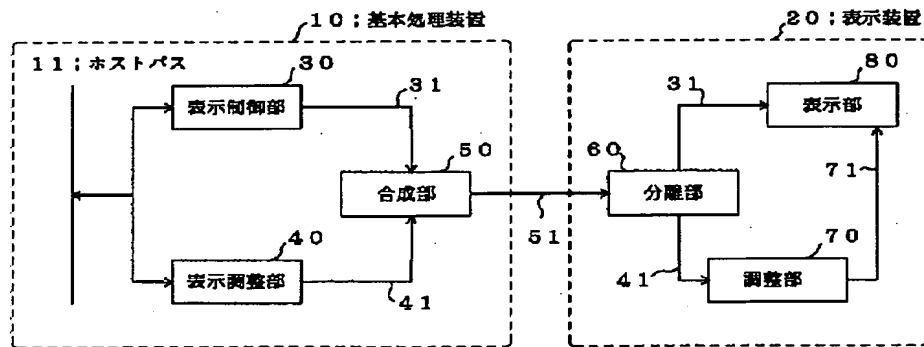 10;基本処理装置
20;表示装置
11;ホストパス
30
31
表示制御部
50
合成部
40
表示調整部
41
51
80
31
表示部
60
分離部
71
70
41
調整部